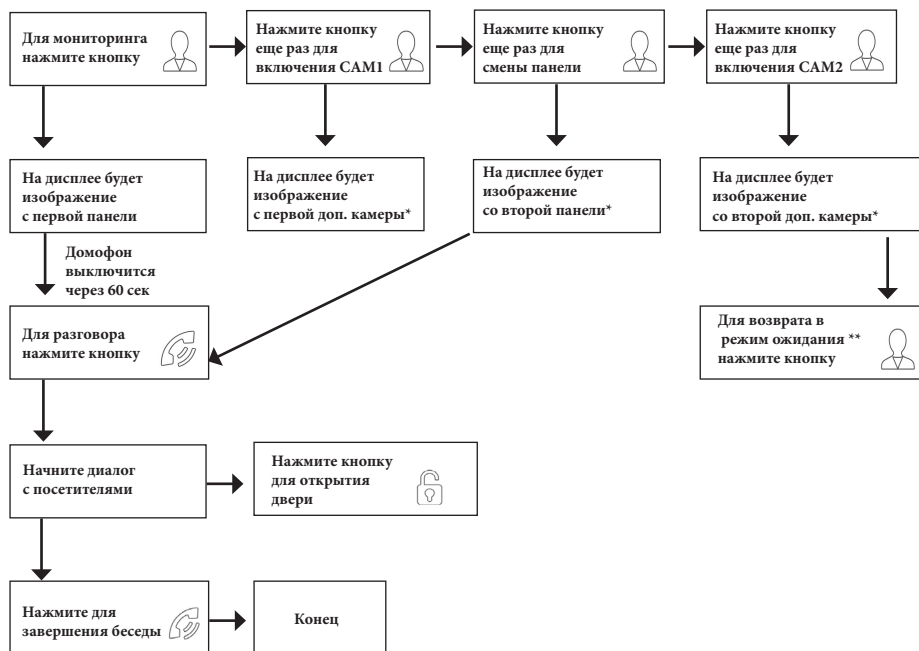 Для мониторинга
нажмите кнопку
Нажмите кнопку
еще раз для
включения CAM1
Нажмите кнопку
еще раз для
смены панели
Нажмите кнопку
еще раз для
включения CAM2
На дисплее будет
изображение
с первой панели
На дисплее будет
изображение
с первой доп. камеры*
На дисплее будет
изображение
со второй панели*
На дисплее будет
изображение
со второй доп. камеры*
Домофон
выключится
через 60 сек
Для разговора
нажмите кнопку
Для возврата в
режим ожидания **
нажмите кнопку
Начните диалог
с посетителями
Нажмите кнопку
для открытия
двери
Нажмите для
завершения беседы
Конец